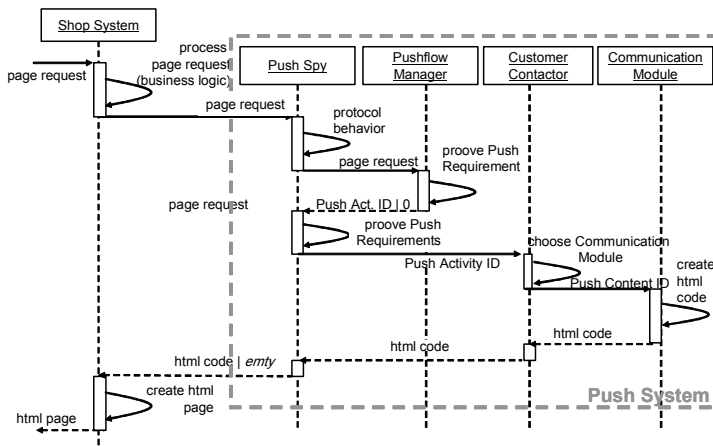 Shop System
process
page request
(business logic)
page request
Push Spy
Pushflow
Manager
Customer
Contactor
Communication
Module
page request
protocol
behavior
page request
proove Push
Requirement
page request
Push Act. ID | 0
proove Push
Requirements
Push Activity ID
choose Communication
Module
Push Content ID
create
html
code
html code
html code
html code | emty
create html
page
Push System
html page